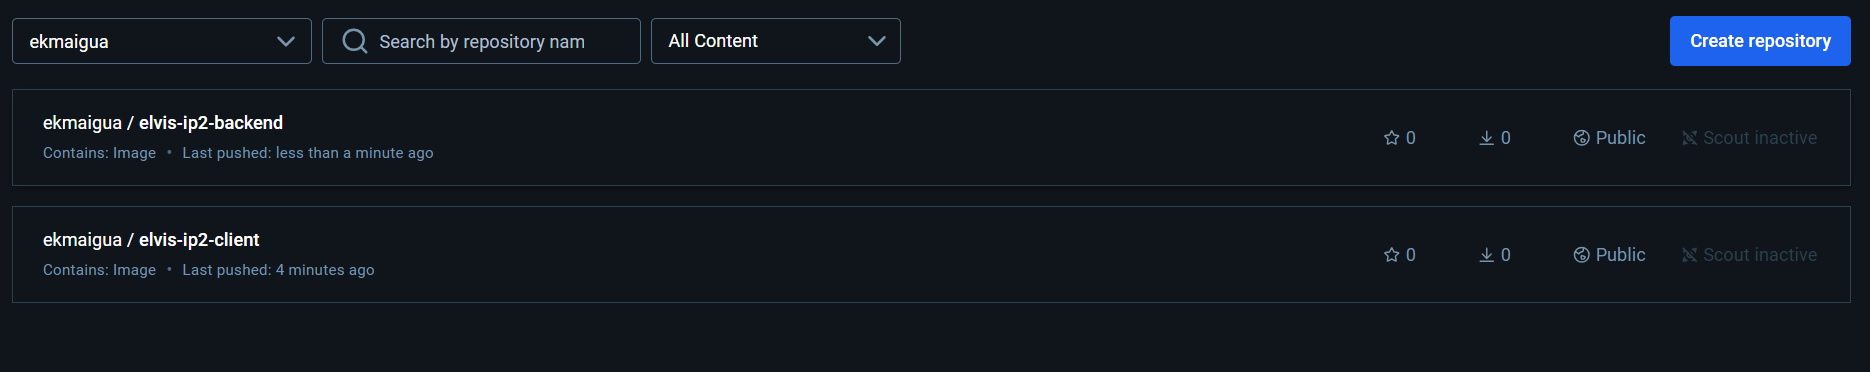 ekmaigua Search by repository nam All Content Create repository
ekmaigua / elvis-ip2-backend
Contains: Image • Last pushed: less than a minute ago
0 0 Public Scout inactive
ekmaigua / elvis-ip2-client
Contains: Image • Last pushed: 4 minutes ago
0 0 Public Scout inactive